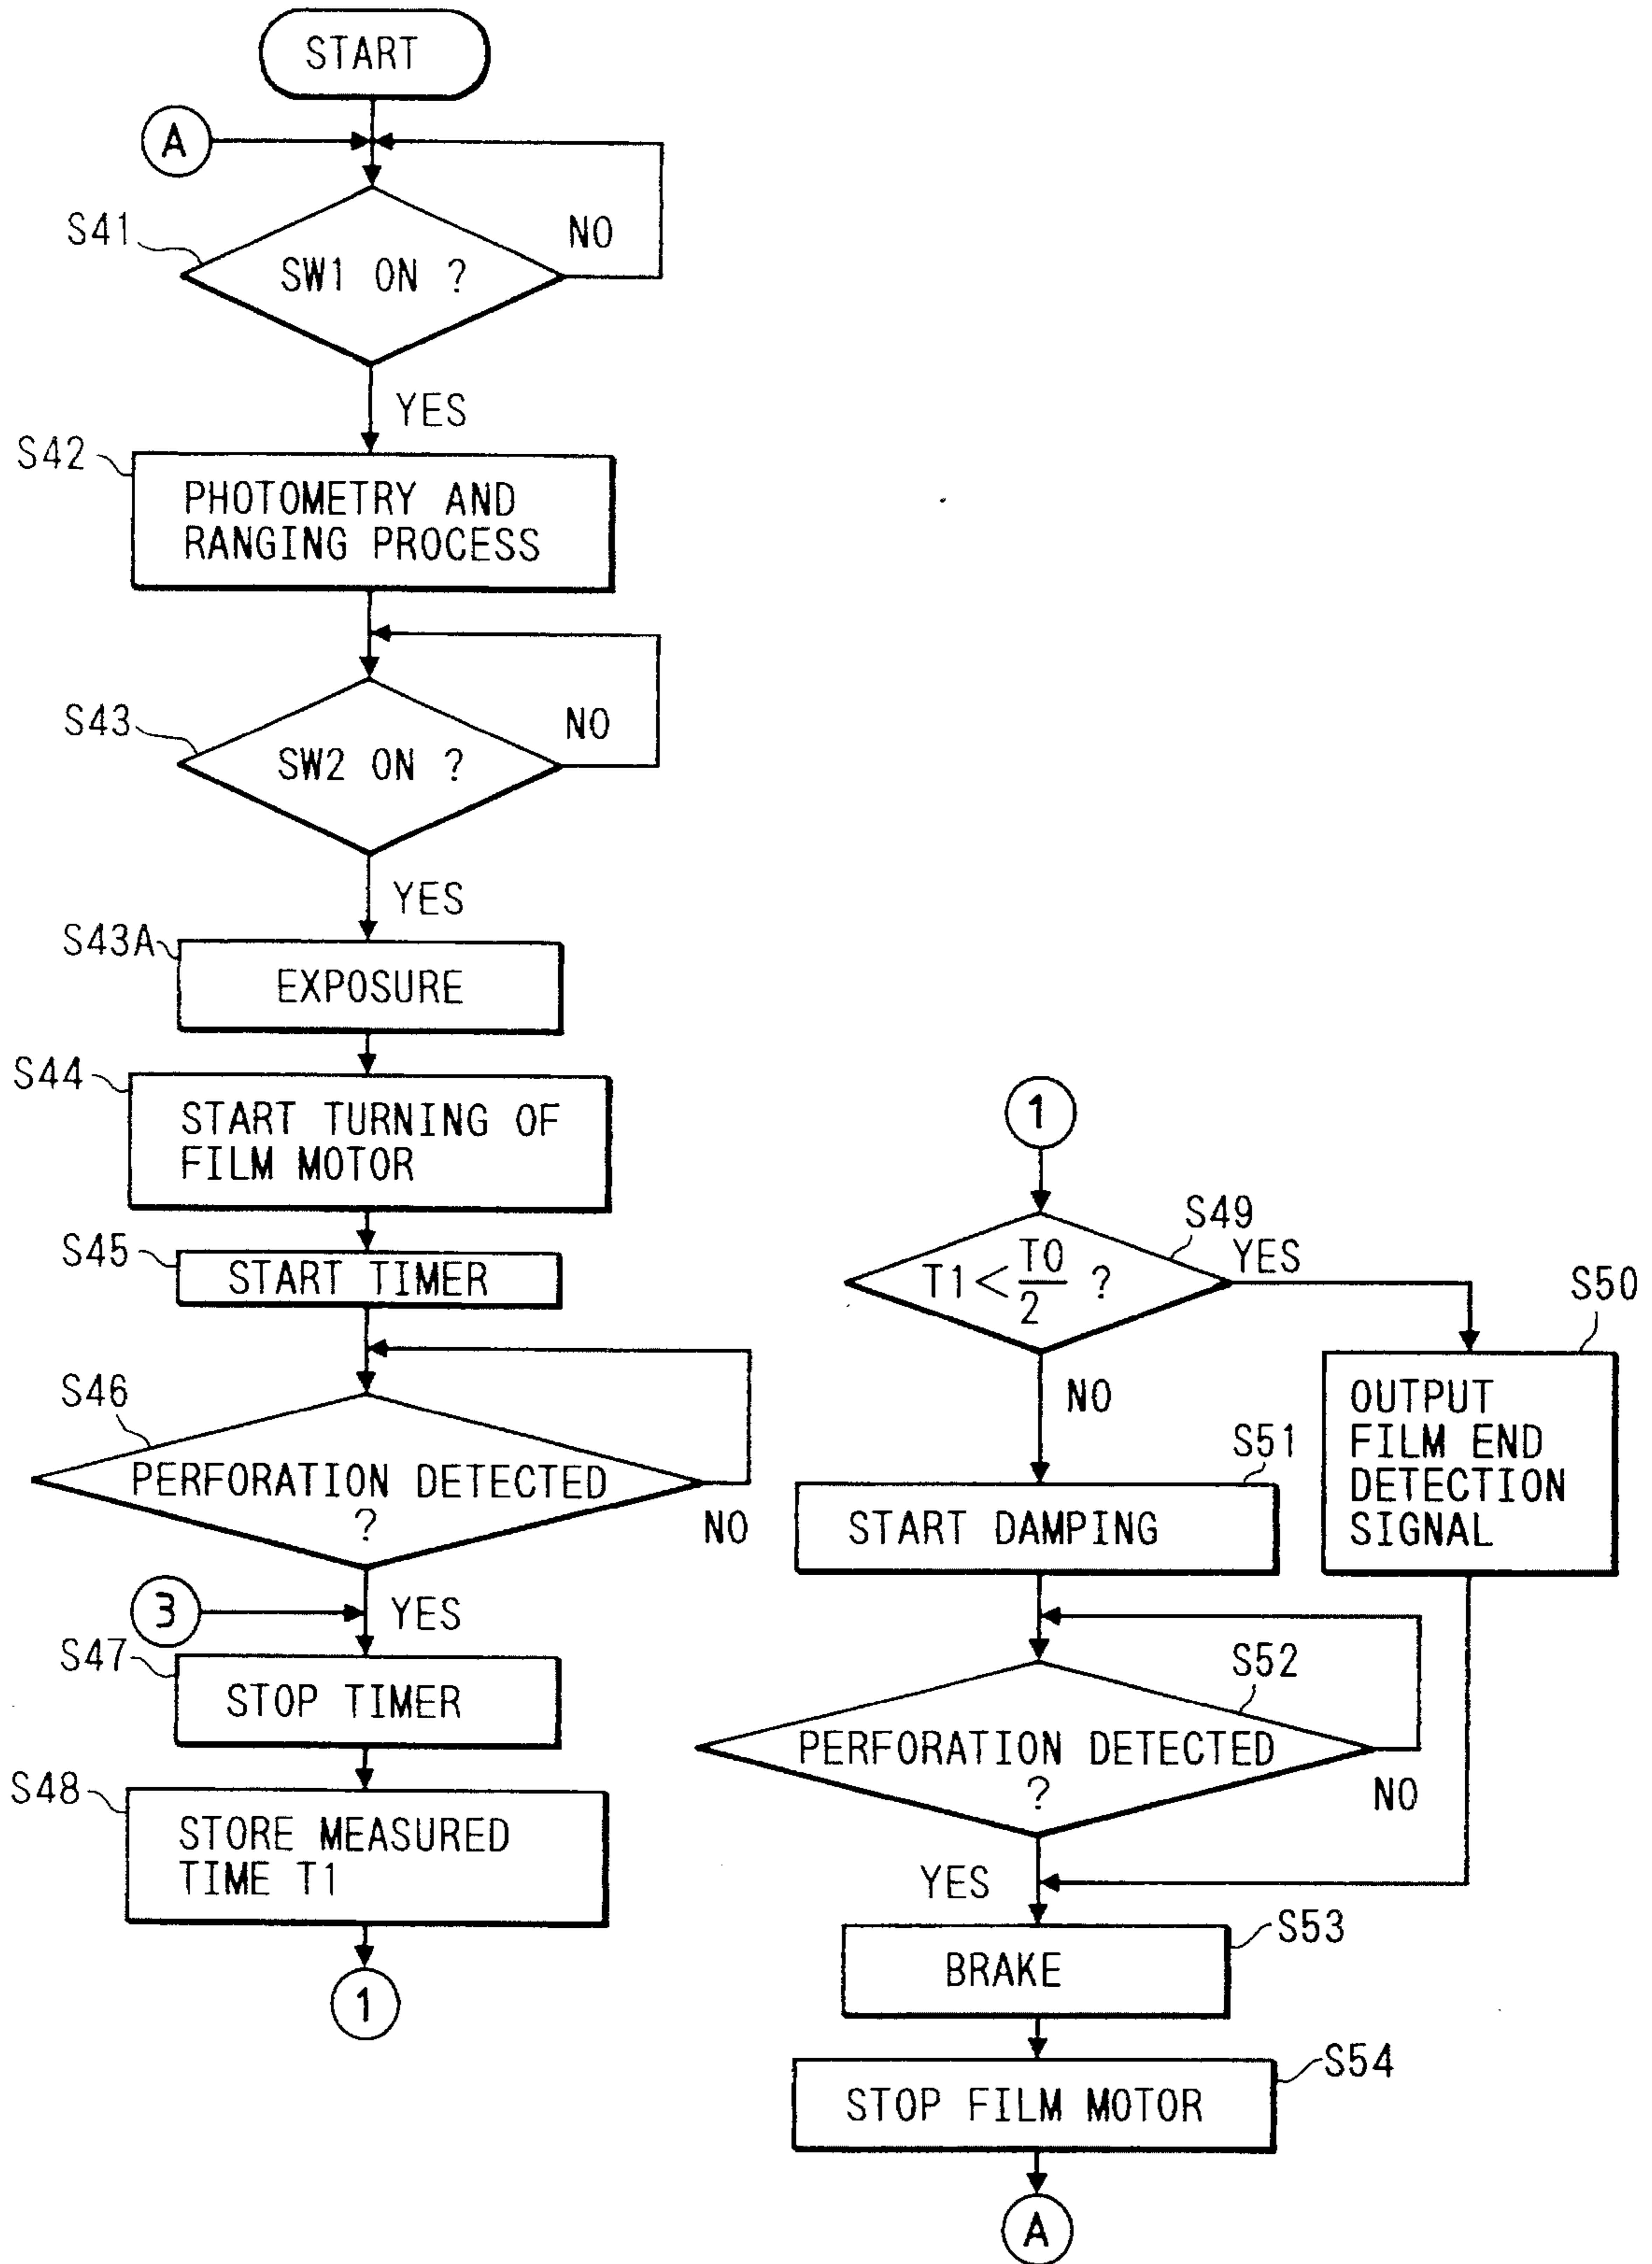 START
A
S41
SW1 ON ?
NO
YES
S42
PHOTOMETRY AND
RANGING PROCESS
S43
SW2 ON ?
NO
YES
S43A
EXPOSURE
S44
START TURNING OF
FILM MOTOR
S45
START TIMER
S46
PERFORATION DETECTED
?
NO
3
YES
S47
STOP TIMER
S48
STORE MEASURED
TIME T1
1
1
S49
T1 < T0/2 ?
YES
NO
S50
OUTPUT
FILM END
DETECTION
SIGNAL
S51
START DAMPING
S52
PERFORATION DETECTED
?
NO
YES
S53
BRAKE
S54
STOP FILM MOTOR
A